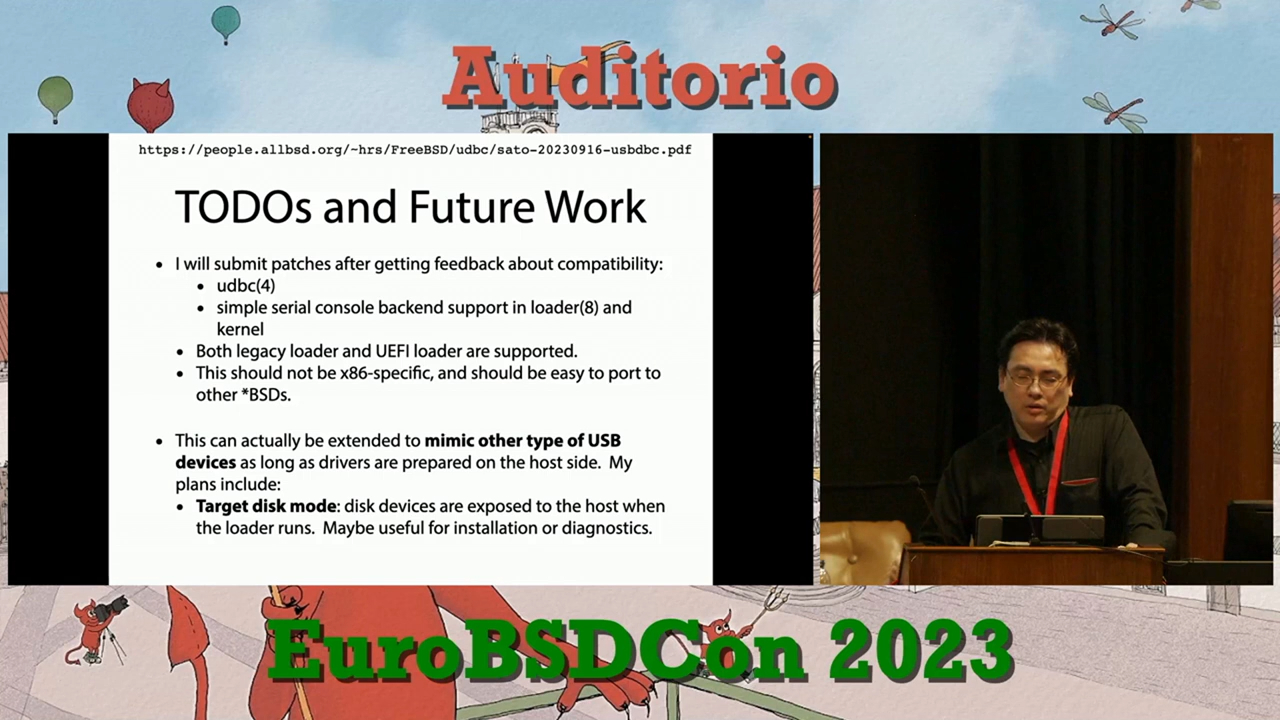 Auditorio
https://people.allbsd.org/~hrs/FreeBSD/udbc/sato-20230916-usbdbc.pdf
TODOs and Future Work
• I will submit patches after getting feedback about compatibility:
• udbc(4)
• simple serial console backend support in loader(8) and
kernel
• Both legacy loader and UEFI loader are supported.
• This should not be x86-specific, and should be easy to port to
other *BSDs.
• This can actually be extended to mimic other type of USB
devices as long as drivers are prepared on the host side. My
plans include:
• Target disk mode: disk devices are exposed to the host when
the loader runs. Maybe useful for installation or diagnostics.
EuroBSDCon 2023